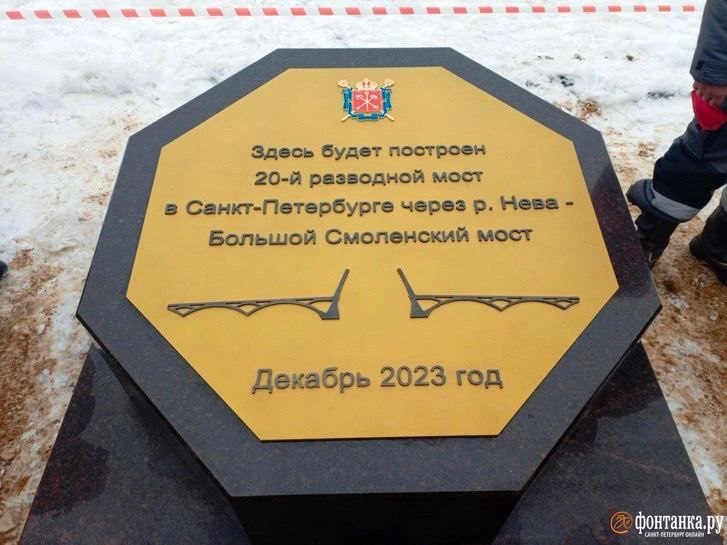 Здесь будет построен
20-й разводной мост
в Санкт-Петербурге через р. Нева -
Большой Смоленский мост
Декабрь 2023 год
фонтанка.ру
САНКТ-ПЕТЕРБУРГ ОНЛАЙН